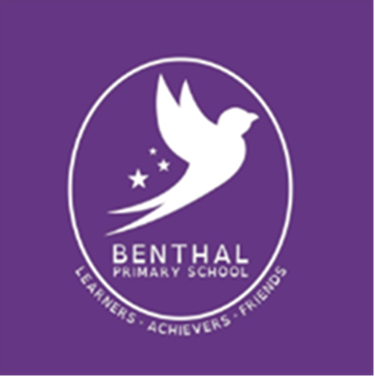 BENTHAL
PRIMARY SCHOOL
LEARNERS · ACHIEVERS · FRIENDS